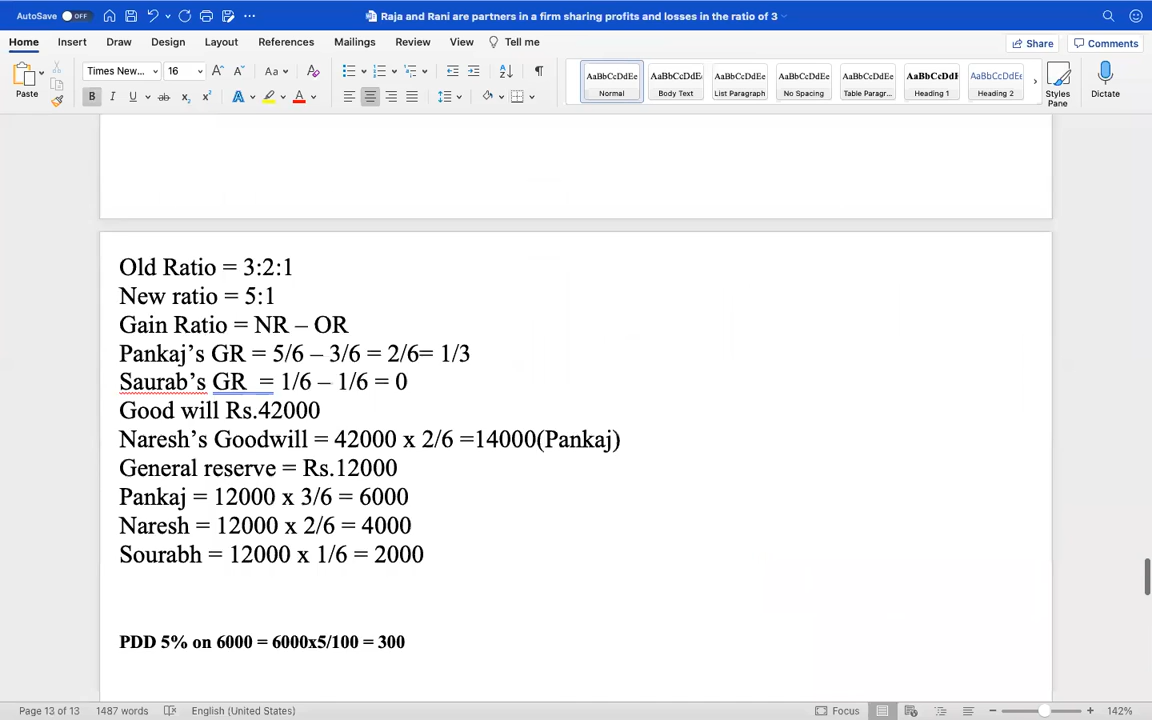 AutoSave OFF
Raja and Rani are partners in a firm sharing profits and losses in the ratio of 3
Home Insert Draw Design Layout References Mailings Review View Tell me
Share Comments
Paste
Times New... 16 Aa
B I U ab x₂ x² A A
AaBbCcDdEe Normal
AaBbCcDdEe Body Text
AaBbCcDdEe List Paragraph
AaBbCcDdEe No Spacing
AaBbCcDdEe Table Paragr...
AaBbCcDdE Heading 1
AaBbCcDdEe Heading 2
Styles Pane
Dictate
Old Ratio = 3:2:1
New ratio = 5:1
Gain Ratio = NR – OR
Pankaj’s GR = 5/6 – 3/6 = 2/6= 1/3
Saurab’s GR = 1/6 – 1/6 = 0
Good will Rs.42000
Naresh’s Goodwill = 42000 x 2/6 =14000(Pankaj)
General reserve = Rs.12000
Pankaj = 12000 x 3/6 = 6000
Naresh = 12000 x 2/6 = 4000
Sourabh = 12000 x 1/6 = 2000
PDD 5% on 6000 = 6000x5/100 = 300
Page 13 of 13 1487 words English (United States) Focus 142%